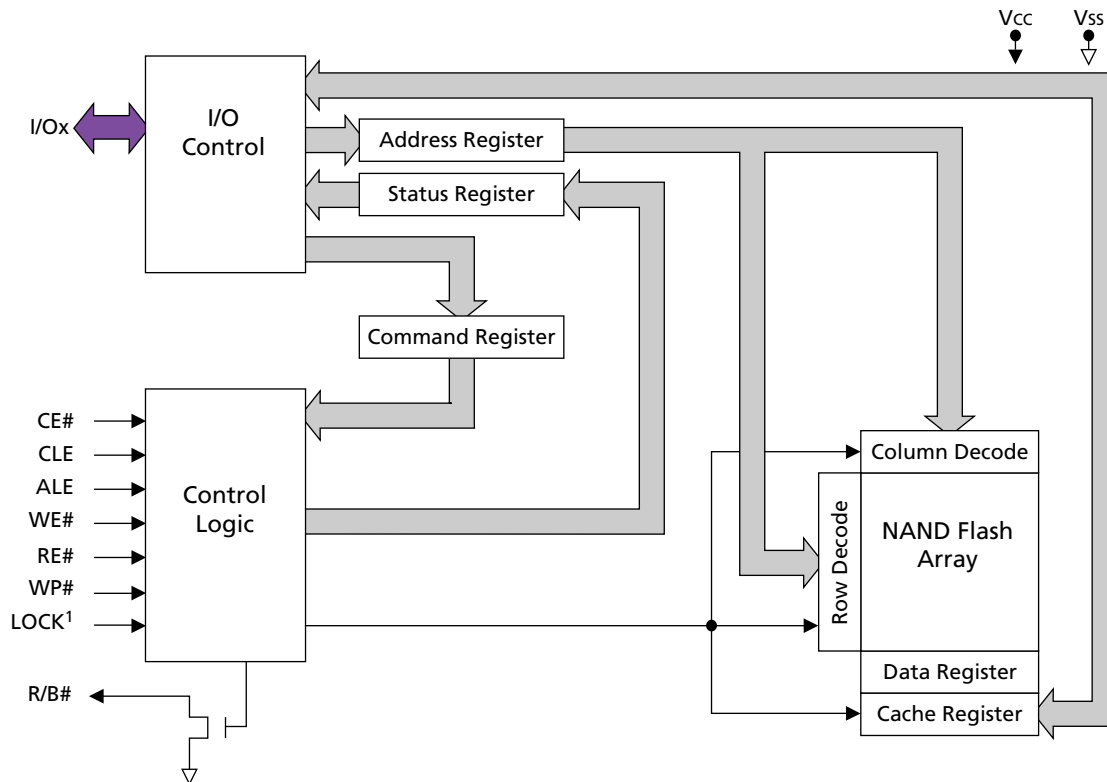 Vcc
Vss
I/Ox
I/O
Control
Address Register
Status Register
Command Register
CE#
CLE
ALE
WE#
RE#
WP#
LOCK1
R/B#
Control
Logic
Column Decode
Row Decode
NAND Flash
Array
Data Register
Cache Register